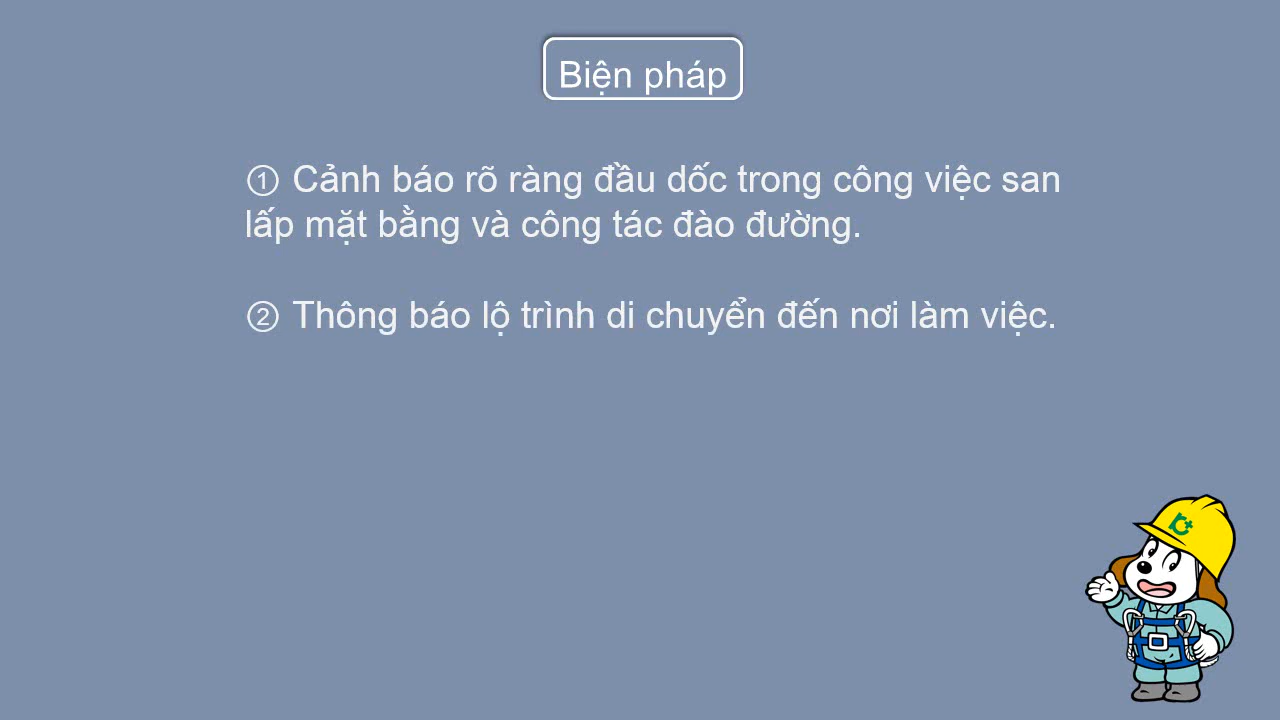 Biện pháp
① Cảnh báo rõ ràng đầu dốc trong công việc san
lấp mặt bằng và công tác đào đường.
② Thông báo lộ trình di chuyển đến nơi làm việc.